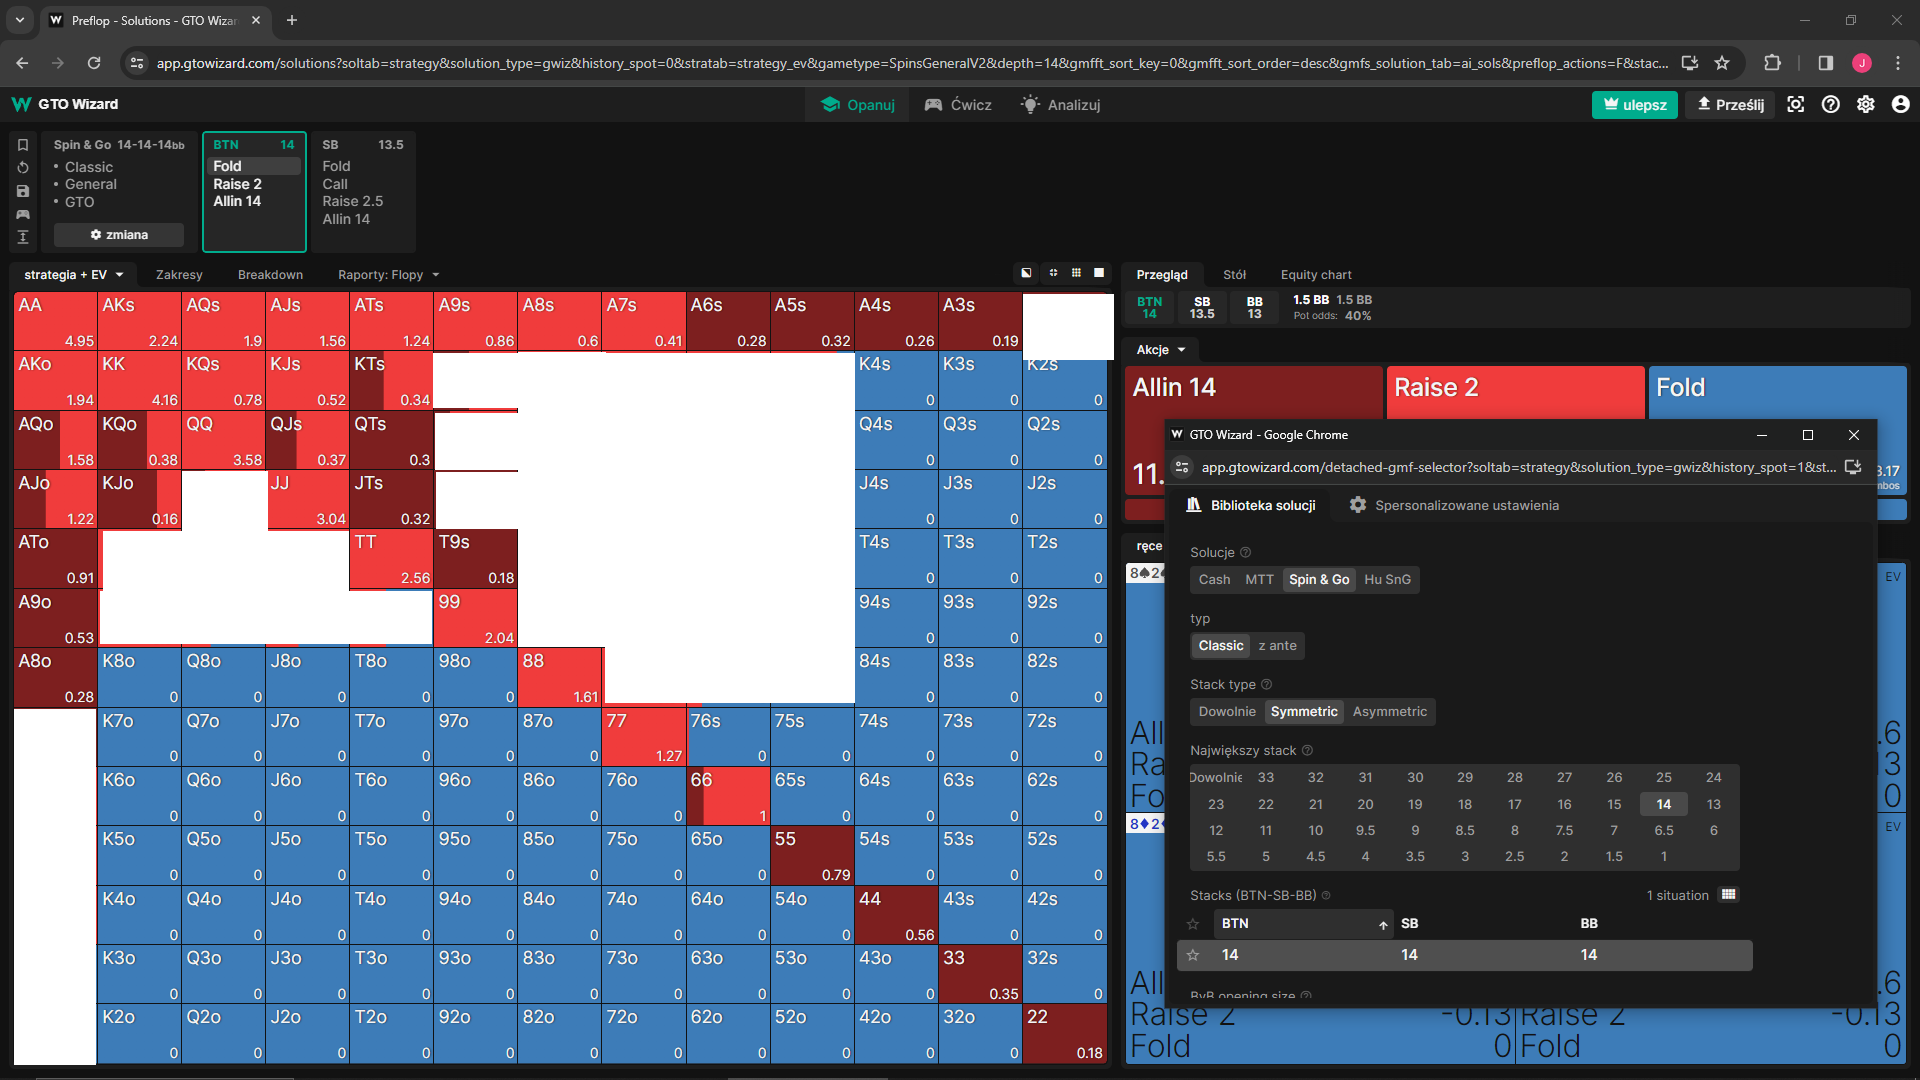 Preflop - Solutions - GTO Wizar
app.gtowizard.com/solutions?soltab=strategy&solution_type=gwiz&history_spot=0&stratab=strategy_ev&gametype=SpinsGeneralV2&depth=14&gmfft_sort_key=0&gmfft_sort_order=desc&gmfs_solution_tab=ai_sols&preflop_actions=F&stac...
J
GTO Wizard
Opanuj
Ćwicz
Analizuj
ulepsz
Prześlij
Spin & Go 14-14-14bb
• Classic
• General
• GTO
zmiana
BTN 14
Fold
Raise 2
Allin 14
SB 13.5
Fold
Call
Raise 2.5
Allin 14
strategia + EV
Zakresy
Breakdown
Raporty: Flopy
AA AKs AQs AJs ATs A9s A8s A7s A6s A5s A4s A3s
4.95 2.24 1.9 1.56 1.24 0.86 0.6 0.41 0.28 0.32 0.26 0.19
AKo KK KQs KJs KTs K4s K3s K2s
1.94 4.16 0.78 0.52 0.34 0 0 0
AQo KQo QQ QJs QTs Q4s Q3s Q2s
1.58 0.38 3.58 0.37 0.3 0 0 0
AJo KJo JJ JTs J4s J3s J2s
1.22 0.16 3.04 0.32 0 0 0
ATo TT T9s T4s T3s T2s
0.91 2.56 0.18 0 0 0
A9o 99 94s 93s 92s
0.53 2.04 0 0 0
A8o K8o Q8o J8o T8o 98o 88 84s 83s 82s
0.28 0 0 0 0 0 1.61 0 0 0
K7o Q7o J7o T7o 97o 87o 77 76s 75s 74s 73s 72s
0 0 0 0 0 0 1.27 0 0 0 0 0
K6o Q6o J6o T6o 96o 86o 76o 66 65s 64s 63s 62s
0 0 0 0 0 0 0 1 0 0 0 0
K5o Q5o J5o T5o 95o 85o 75o 65o 55 54s 53s 52s
0 0 0 0 0 0 0 0 0.79 0 0 0
K4o Q4o J4o T4o 94o 84o 74o 64o 54o 44 43s 42s
0 0 0 0 0 0 0 0 0 0.56 0 0
K3o Q3o J3o T3o 93o 83o 73o 63o 53o 43o 33 32s
0 0 0 0 0 0 0 0 0 0 0.35 0
K2o Q2o J2o T2o 92o 82o 72o 62o 52o 42o 32o 22
0 0 0 0 0 0 0 0 0 0 0 0.18
Przegląd
Stół
Equity chart
BTN 14
SB 13.5
BB 13
1.5 BB 1.5 BB
Pot odds: 40%
Akcje
Allin 14
Raise 2
Fold
11.
3.17
mbos
ręce
8♠2
EV
All .6
Ra 13
Fo 0
8♦2♦
EV
All .6
Raise 2 -0.13 Raise 2 -0.13
Fold 0 Fold 0
GTO Wizard - Google Chrome
app.gtowizard.com/detached-gmf-selector?soltab=strategy&solution_type=gwiz&history_spot=1&st...
Biblioteka solucji
Spersonalizowane ustawienia
Solucje
Cash MTT Spin & Go Hu SnG
typ
Classic z ante
Stack type
Dowolnie Symmetric Asymmetric
Największy stack
Dowolnie 33 32 31 30 29 28 27 26 25 24
23 22 21 20 19 18 17 16 15 14 13
12 11 10 9.5 9 8.5 8 7.5 7 6.5 6
5.5 5 4.5 4 3.5 3 2.5 2 1.5 1
Stacks (BTN-SB-BB)
1 situation
BTN SB BB
14 14 14
BvB opening size